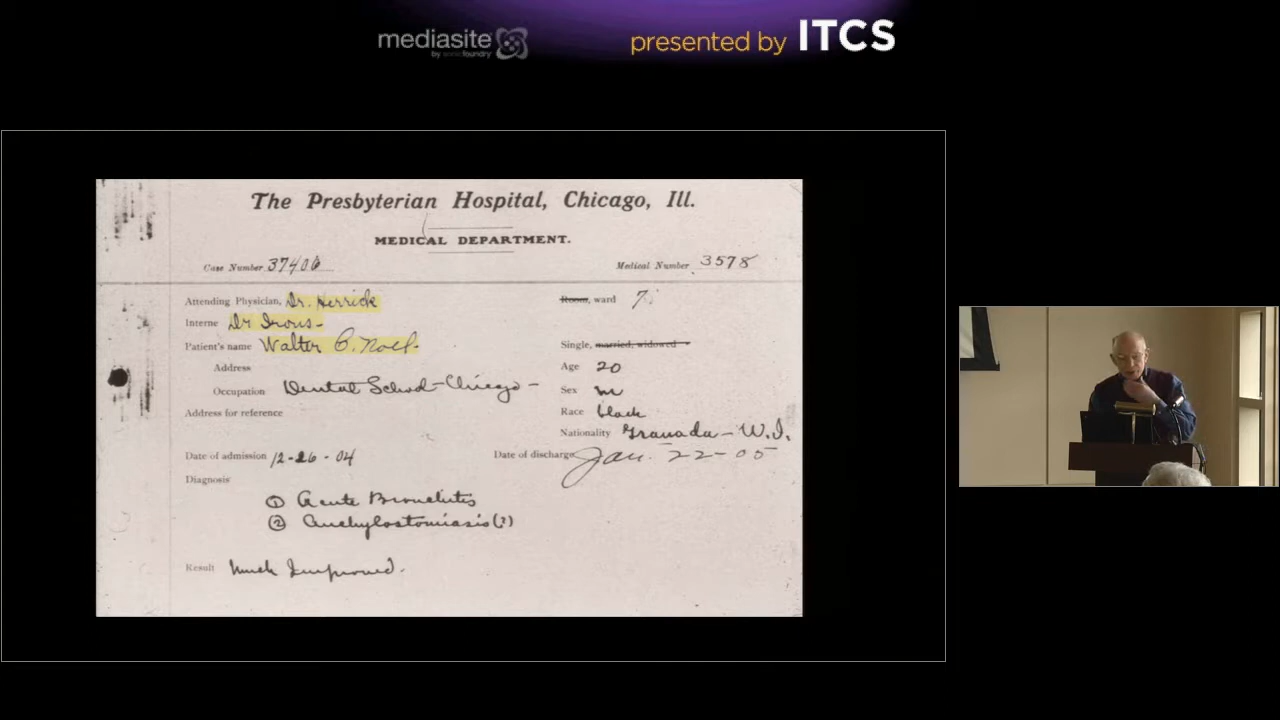 mediasite
by sonicfoundry
presented by ITCS
The Presbyterian Hospital, Chicago, Ill.
MEDICAL DEPARTMENT.
Case Number 37406
Medical Number 3578
Attending Physician, Dr. Herrick
Room, ward 7
Interne Dr Irons-
Patient's name Walter C. Noel.
Single, married, widowed
Address
Age 20
Occupation Dental School-Chicago-
Sex m
Address for reference
Race black
Nationality Granada-W.I.
Date of admission 12-26-04
Date of discharge Jan. 22-05
Diagnosis
① Acute Bronchitis
② Anchylostomiasis(?)
Result Much Improved.